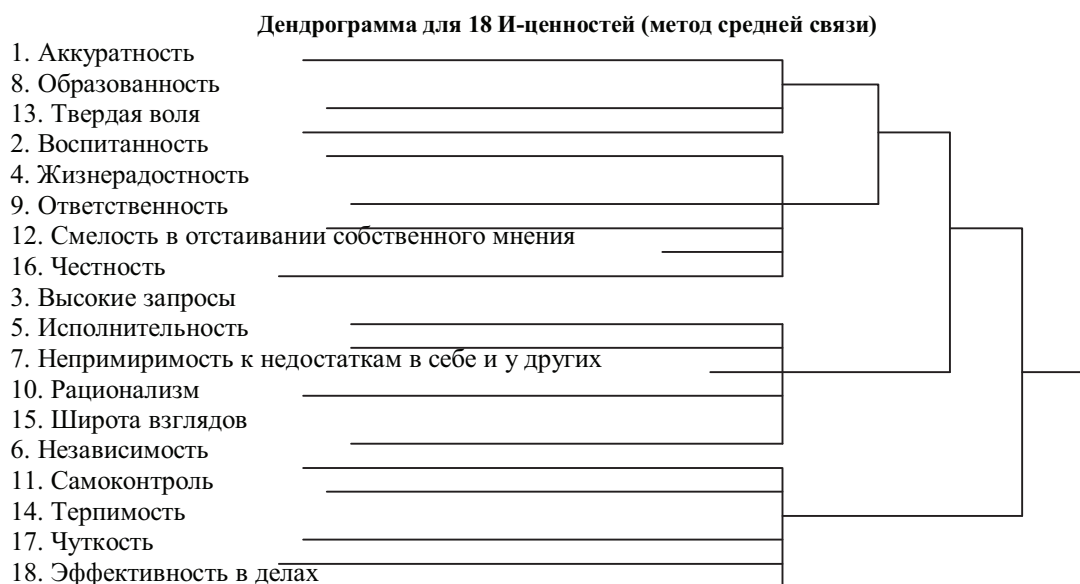 Дендрограмма для 18 И-ценностей (метод средней связи)
1. Аккуратность
8. Образованность
13. Твердая воля
2. Воспитанность
4. Жизнерадостность
9. Ответственность
12. Смелость в отстаивании собственного мнения
16. Честность
3. Высокие запросы
5. Исполнительность
7. Непримиримость к недостаткам в себе и у других
10. Рационализм
15. Широта взглядов
6. Независимость
11. Самоконтроль
14. Терпимость
17. Чуткость
18. Эффективность в делах